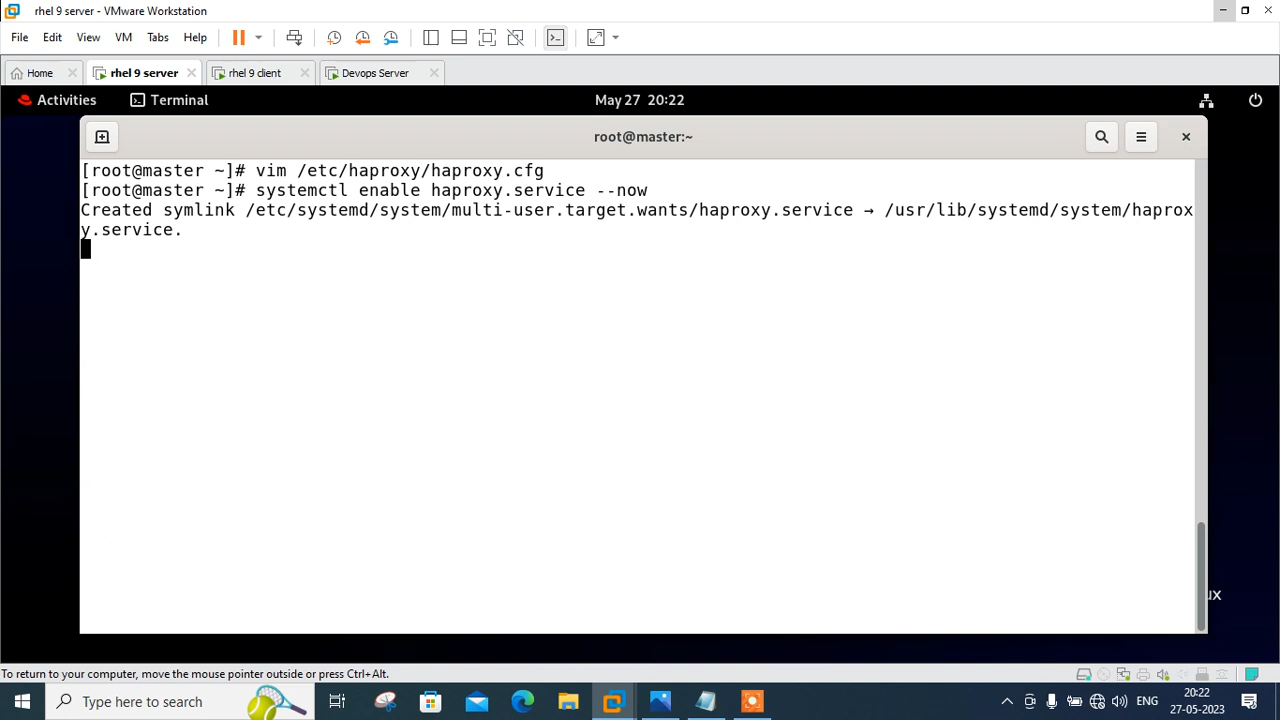 rhel 9 server - VMware Workstation
File Edit View VM Tabs Help
Home rhel 9 server rhel 9 client Devops Server
Activities Terminal May 27 20:22
root@master:~
[root@master ~]# vim /etc/haproxy/haproxy.cfg
[root@master ~]# systemctl enable haproxy.service --now
Created symlink /etc/systemd/system/multi-user.target.wants/haproxy.service → /usr/lib/systemd/system/haprox
y.service.
ux
To return to your computer, move the mouse pointer outside or press Ctrl+Alt.
Type here to search
ENG
20:22
27-05-2023